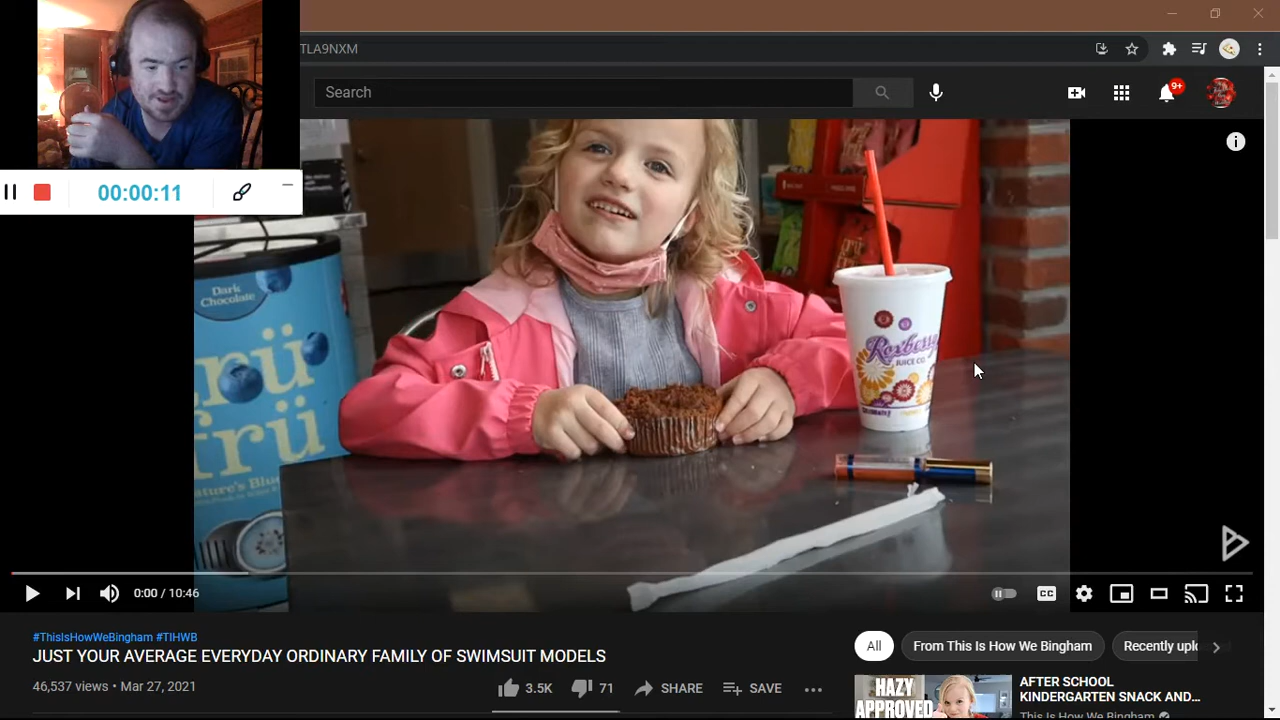 TLA9NXM
Search
9+
00:00:11
Dark
Chocolate
rü
frü
Roxberry
JUICE CO.
0:00 / 10:46
CC
#ThisIsHowWeBingham #TIHWB
JUST YOUR AVERAGE EVERYDAY ORDINARY FAMILY OF SWIMSUIT MODELS
46,537 views • Mar 27, 2021
3.5K
71
SHARE
SAVE
All
From This Is How We Bingham
Recently uplo
HAZY
APPROVED
AFTER SCHOOL
KINDERGARTEN SNACK AND...
This Is How We Bingham